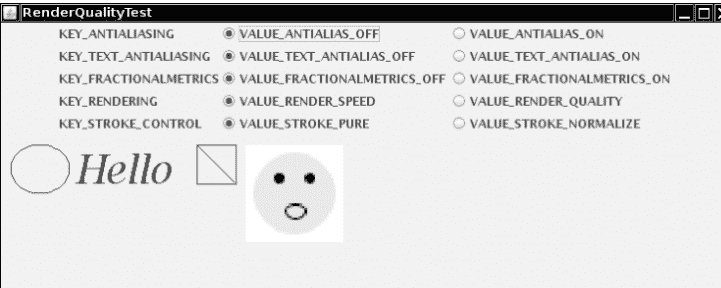 RenderQualityTest
KEY_ANTIALIASING VALUE_ANTIALIAS_OFF VALUE_ANTIALIAS_ON
KEY_TEXT_ANTIALIASING VALUE_TEXT_ANTIALIAS_OFF VALUE_TEXT_ANTIALIAS_ON
KEY_FRACTIONALMETRICS VALUE_FRACTIONALMETRICS_OFF VALUE_FRACTIONALMETRICS_ON
KEY_RENDERING VALUE_RENDER_SPEED VALUE_RENDER_QUALITY
KEY_STROKE_CONTROL VALUE_STROKE_PURE VALUE_STROKE_NORMALIZE
Hello